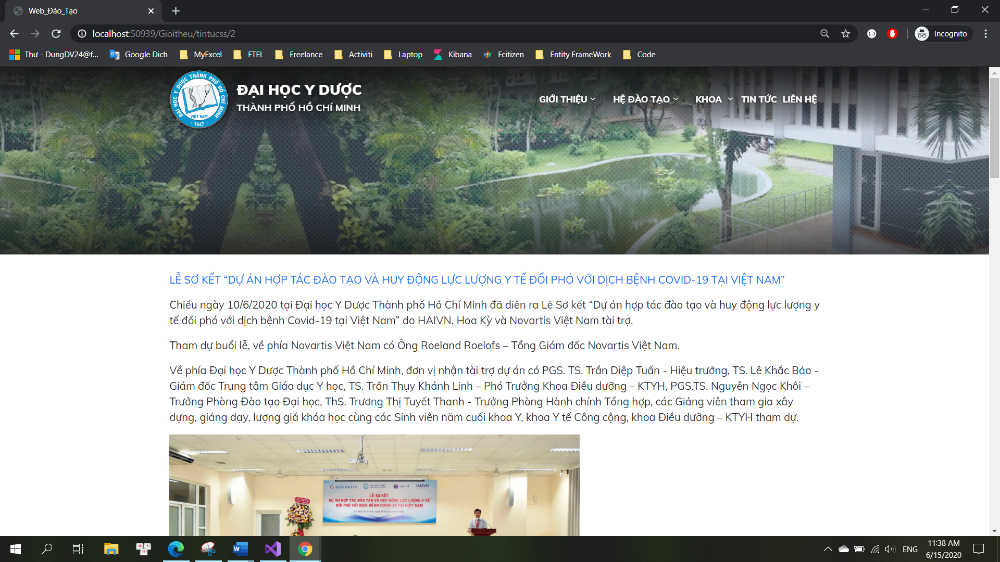 Web_Đào_Tạo
localhost:50939/Gioitheu/tintucss/2
Incognito
Thư - DungDV24@f...
Google Dịch
MyExcel
FTEL
Freelance
Activiti
Laptop
Kibana
Fcitizen
Entity FrameWork
Code
ĐẠI HỌC Y DƯỢC THÀNH PHỐ HỒ CHÍ MINH
VIỆT NAM
1947
ĐẠI HỌC Y DƯỢC
THÀNH PHỐ HỒ CHÍ MINH
GIỚI THIỆU
HỆ ĐÀO TẠO
KHOA
TIN TỨC
LIÊN HỆ
LỄ SƠ KẾT “DỰ ÁN HỢP TÁC ĐÀO TẠO VÀ HUY ĐỘNG LỰC LƯỢNG Y TẾ ĐỐI PHÓ VỚI DỊCH BỆNH COVID-19 TẠI VIỆT NAM”
Chiều ngày 10/6/2020 tại Đại học Y Dược Thành phố Hồ Chí Minh đã diễn ra Lễ Sơ kết “Dự án hợp tác đào tạo và huy động lực lượng y
tế đối phó với dịch bệnh Covid-19 tại Việt Nam” do HAIVN, Hoa Kỳ và Novartis Việt Nam tài trợ.
Tham dự buổi lễ, về phía Novartis Việt Nam có Ông Roeland Roelofs – Tổng Giám đốc Novartis Việt Nam.
Về phía Đại học Y Dược Thành phố Hồ Chí Minh, đơn vị nhận tài trợ dự án có PGS. TS. Trần Diệp Tuấn - Hiệu trưởng, TS. Lê Khắc Bảo -
Giám đốc Trung tâm Giáo dục Y học, TS. Trần Thụy Khánh Linh – Phó Trưởng Khoa Điều dưỡng – KTYH, PGS.TS. Nguyễn Ngọc Khôi –
Trưởng Phòng Đào tạo Đại học, ThS. Trương Thị Tuyết Thanh - Trưởng Phòng Hành chính Tổng hợp, các Giảng viên tham gia xây
dựng, giảng dạy, lượng giá khóa học cùng các Sinh viên năm cuối khoa Y, khoa Y tế Công cộng, khoa Điều dưỡng – KTYH tham dự.
NOVARTIS
BỘ Y TẾ
HAIVN
LỄ SƠ KẾT
DỰ ÁN HỢP TÁC ĐÀO TẠO VÀ HUY ĐỘNG LỰC LƯỢNG Y TẾ
ĐỐI PHÓ VỚI DỊCH BỆNH COVID-19 TẠI VIỆT NAM
ENG
11:38 AM
6/15/2020